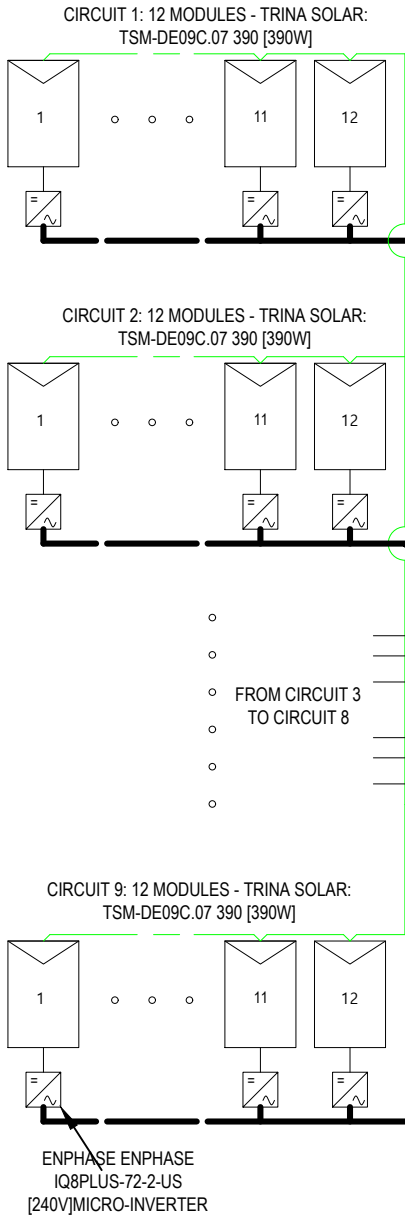 CIRCUIT 1: 12 MODULES - TRINA SOLAR:
TSM-DE09C.07 390 [390W]
1
11
12
CIRCUIT 2: 12 MODULES - TRINA SOLAR:
TSM-DE09C.07 390 [390W]
1
11
12
FROM CIRCUIT 3
TO CIRCUIT 8
CIRCUIT 9: 12 MODULES - TRINA SOLAR:
TSM-DE09C.07 390 [390W]
1
11
12
ENPHASE ENPHASE
IQ8PLUS-72-2-US
[240V]MICRO-INVERTER